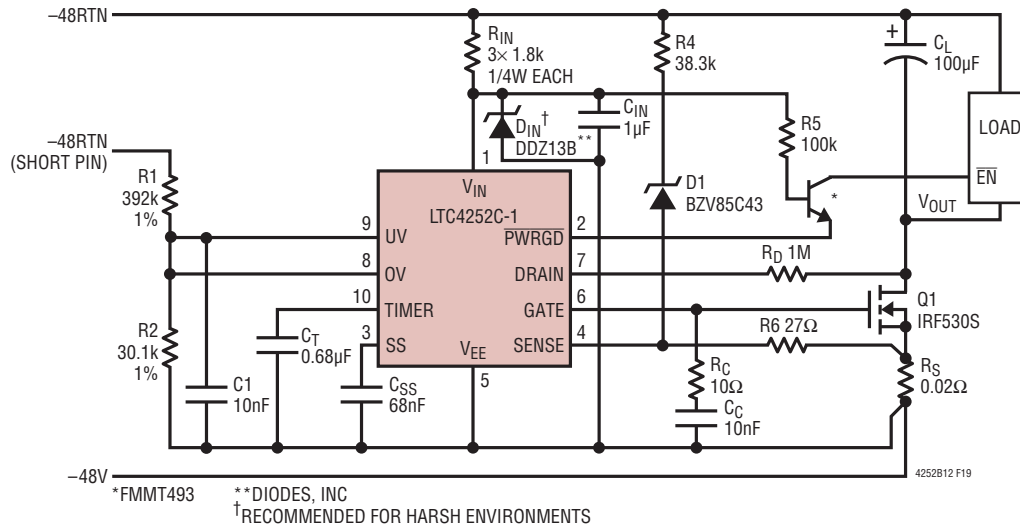 −48RTN
RIN
3× 1.8k
1/4W EACH
R4
38.3k
+
CL
100µF
DIN†
DDZ13B**
CIN
1µF
R5
100k
LOAD
EN
−48RTN
(SHORT PIN)
R1
392k
1%
1
VIN
LTC4252C-1
D1
BZV85C43
*
VOUT
9
UV
PWRGD
2
8
OV
DRAIN
7
RD 1M
10
TIMER
GATE
6
Q1
IRF530S
3
SS
VEE
SENSE
4
R6 27Ω
5
R2
30.1k
1%
CT
0.68µF
C1
10nF
CSS
68nF
RC
10Ω
CC
10nF
RS
0.02Ω
−48V
4252B12 F19
*FMMT493
**DIODES, INC
†RECOMMENDED FOR HARSH ENVIRONMENTS